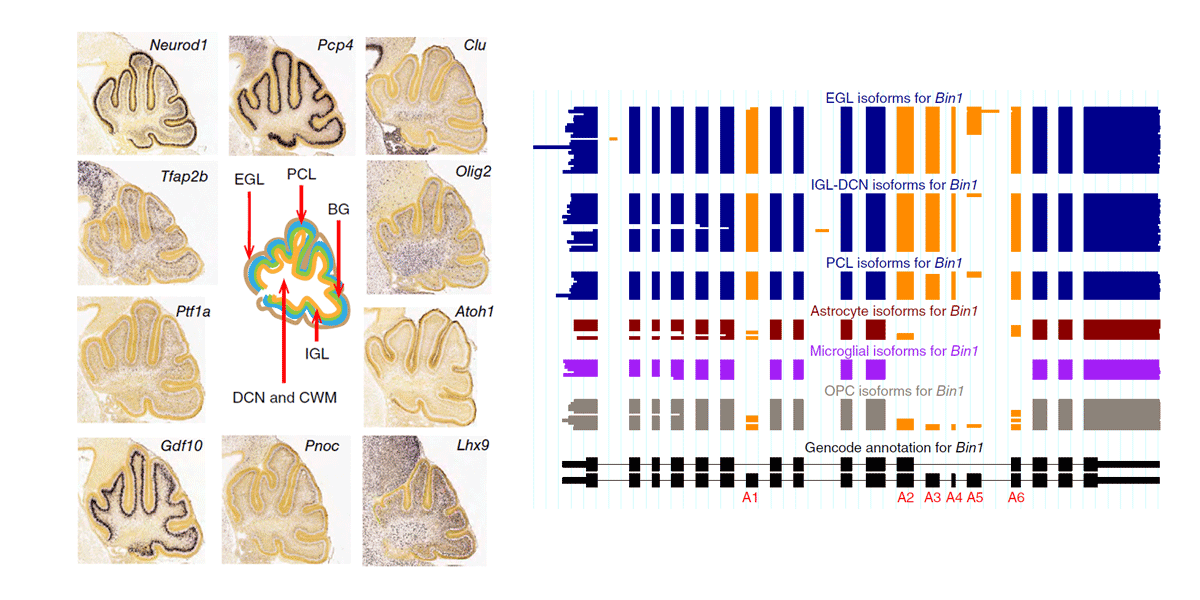 Neurod1
Pcp4
Clu
Tfap2b
EGL
PCL
BG
Olig2
Ptf1a
Atoh1
IGL
DCN and CWM
Gdf10
Pnoc
Lhx9
EGL isoforms for Bin1
IGL-DCN isoforms for Bin1
PCL isoforms for Bin1
Astrocyte isoforms for Bin1
Microglial isoforms for Bin1
OPC isoforms for Bin1
Gencode annotation for Bin1
A1 A2 A3 A4 A5 A6